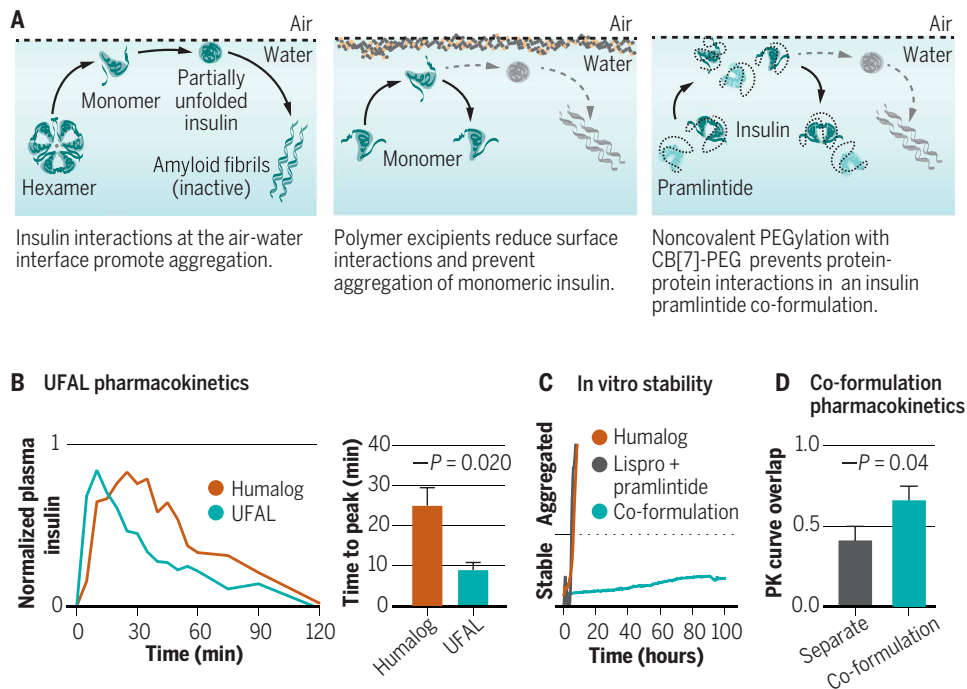 A
Air
Water
Monomer
Partially
unfolded
insulin
Hexamer
Amyloid fibrils
(inactive)
Insulin interactions at the air-water
interface promote aggregation.
Air
Water
Monomer
Polymer excipients reduce surface
interactions and prevent
aggregation of monomeric insulin.
Air
Water
Insulin
Pramlintide
Noncovalent PEGylation with
CB[7]-PEG prevents protein-
protein interactions in an insulin
pramlintide co-formulation.
B UFAL pharmacokinetics
Normalized plasma
insulin
1
0
Humalog
UFAL
0 30 60 90 120
Time (min)
Time to peak (min)
40
30
20
10
0
P = 0.020
Humalog
UFAL
C In vitro stability
Stable Aggregated
Humalog
Lispro +
pramlintide
Co-formulation
0 20 40 60 80 100
Time (hours)
D Co-formulation
pharmacokinetics
PK curve overlap
1.0
0.5
0.0
P = 0.04
Separate
Co-formulation